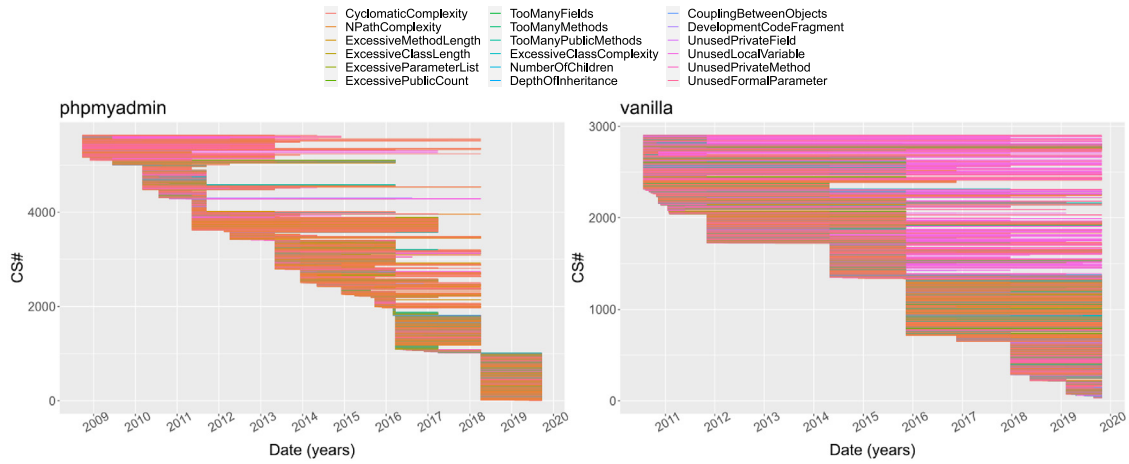 CyclomaticComplexity TooManyFields CouplingBetweenObjects
NPathComplexity TooManyMethods DevelopmentCodeFragment
ExcessiveMethodLength TooManyPublicMethods UnusedPrivateField
ExcessiveClassLength ExcessiveClassComplexity UnusedLocalVariable
ExcessiveParameterList NumberOfChildren UnusedPrivateMethod
ExcessivePublicCount DepthOfInheritance UnusedFormalParameter
phpmyadmin
CS#
4000
2000
0
2009 2010 2011 2012 2013 2014 2015 2016 2017 2018 2019 2020
Date (years)
vanilla
CS#
3000
2000
1000
0
2011 2012 2013 2014 2015 2016 2017 2018 2019 2020
Date (years)